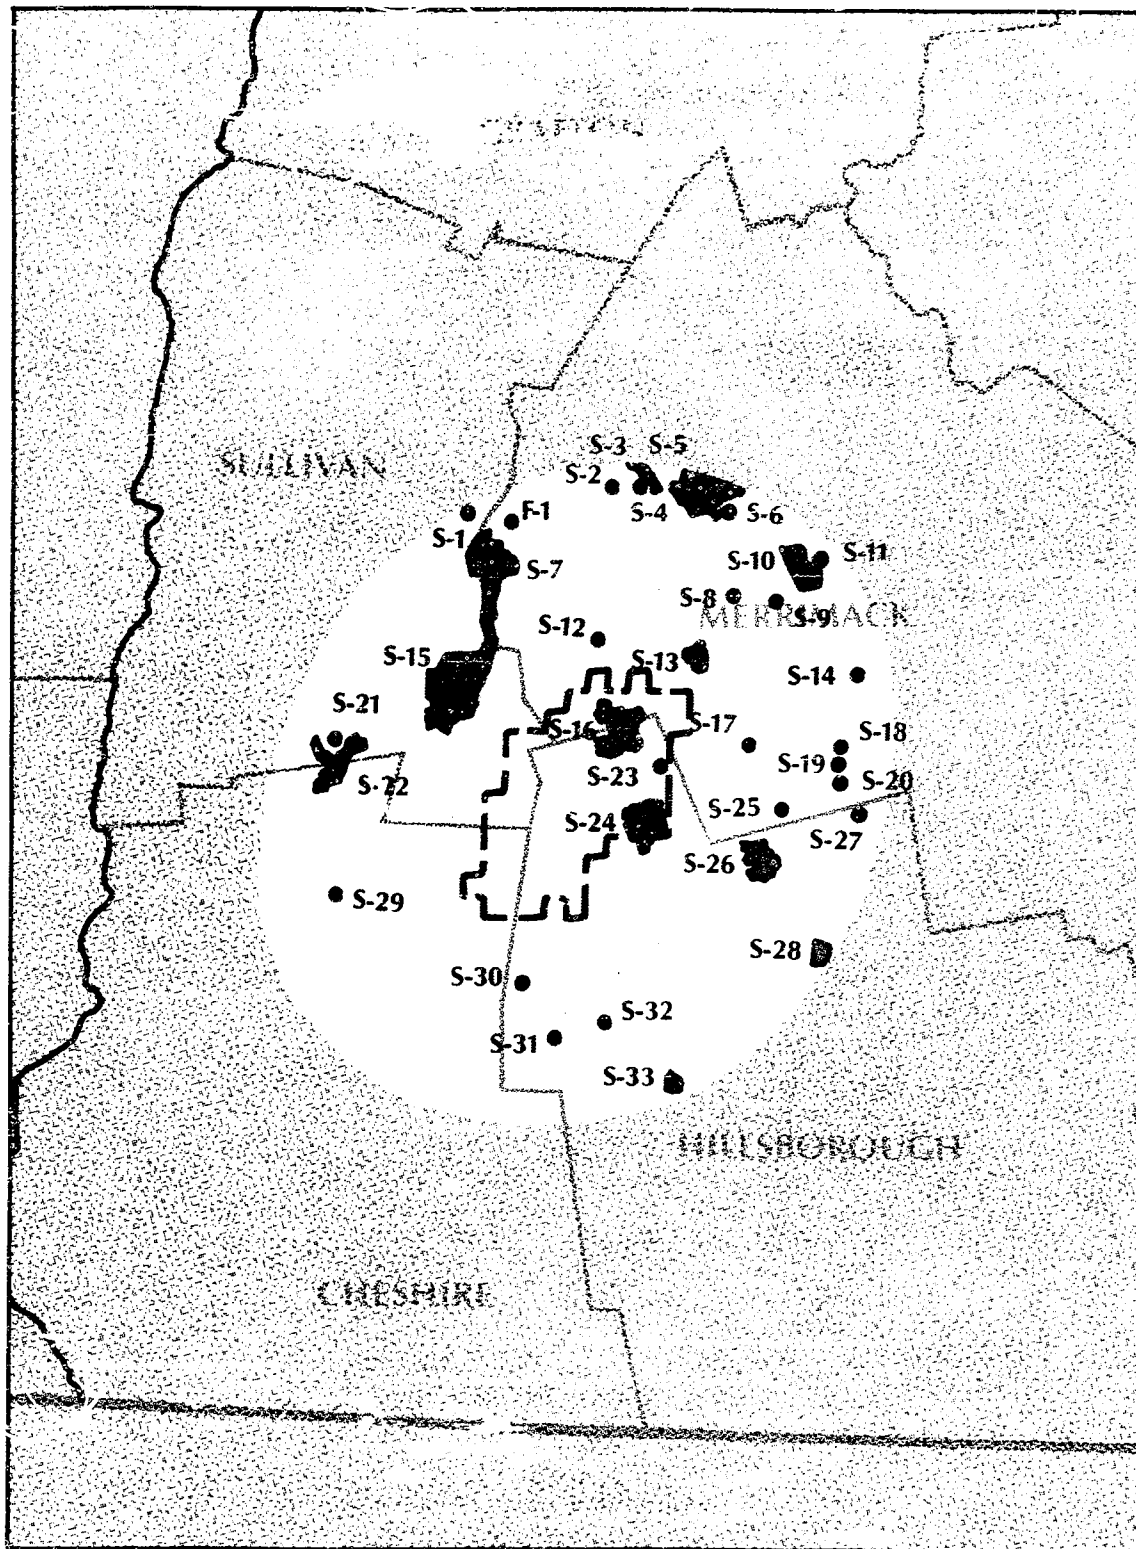 GRAFTON
SULLIVAN
S-3
S-5
S-2
S-4
S-6
S-1
F-1
S-7
S-10
S-11
S-8
S-9
MERRIMACK
S-12
S-13
S-14
S-15
S-16
S-17
S-18
S-19
S-20
S-21
S-22
S-23
S-24
S-25
S-26
S-27
S-28
S-29
S-30
S-31
S-32
S-33
HILLSBOROUGH
CHESHIRE